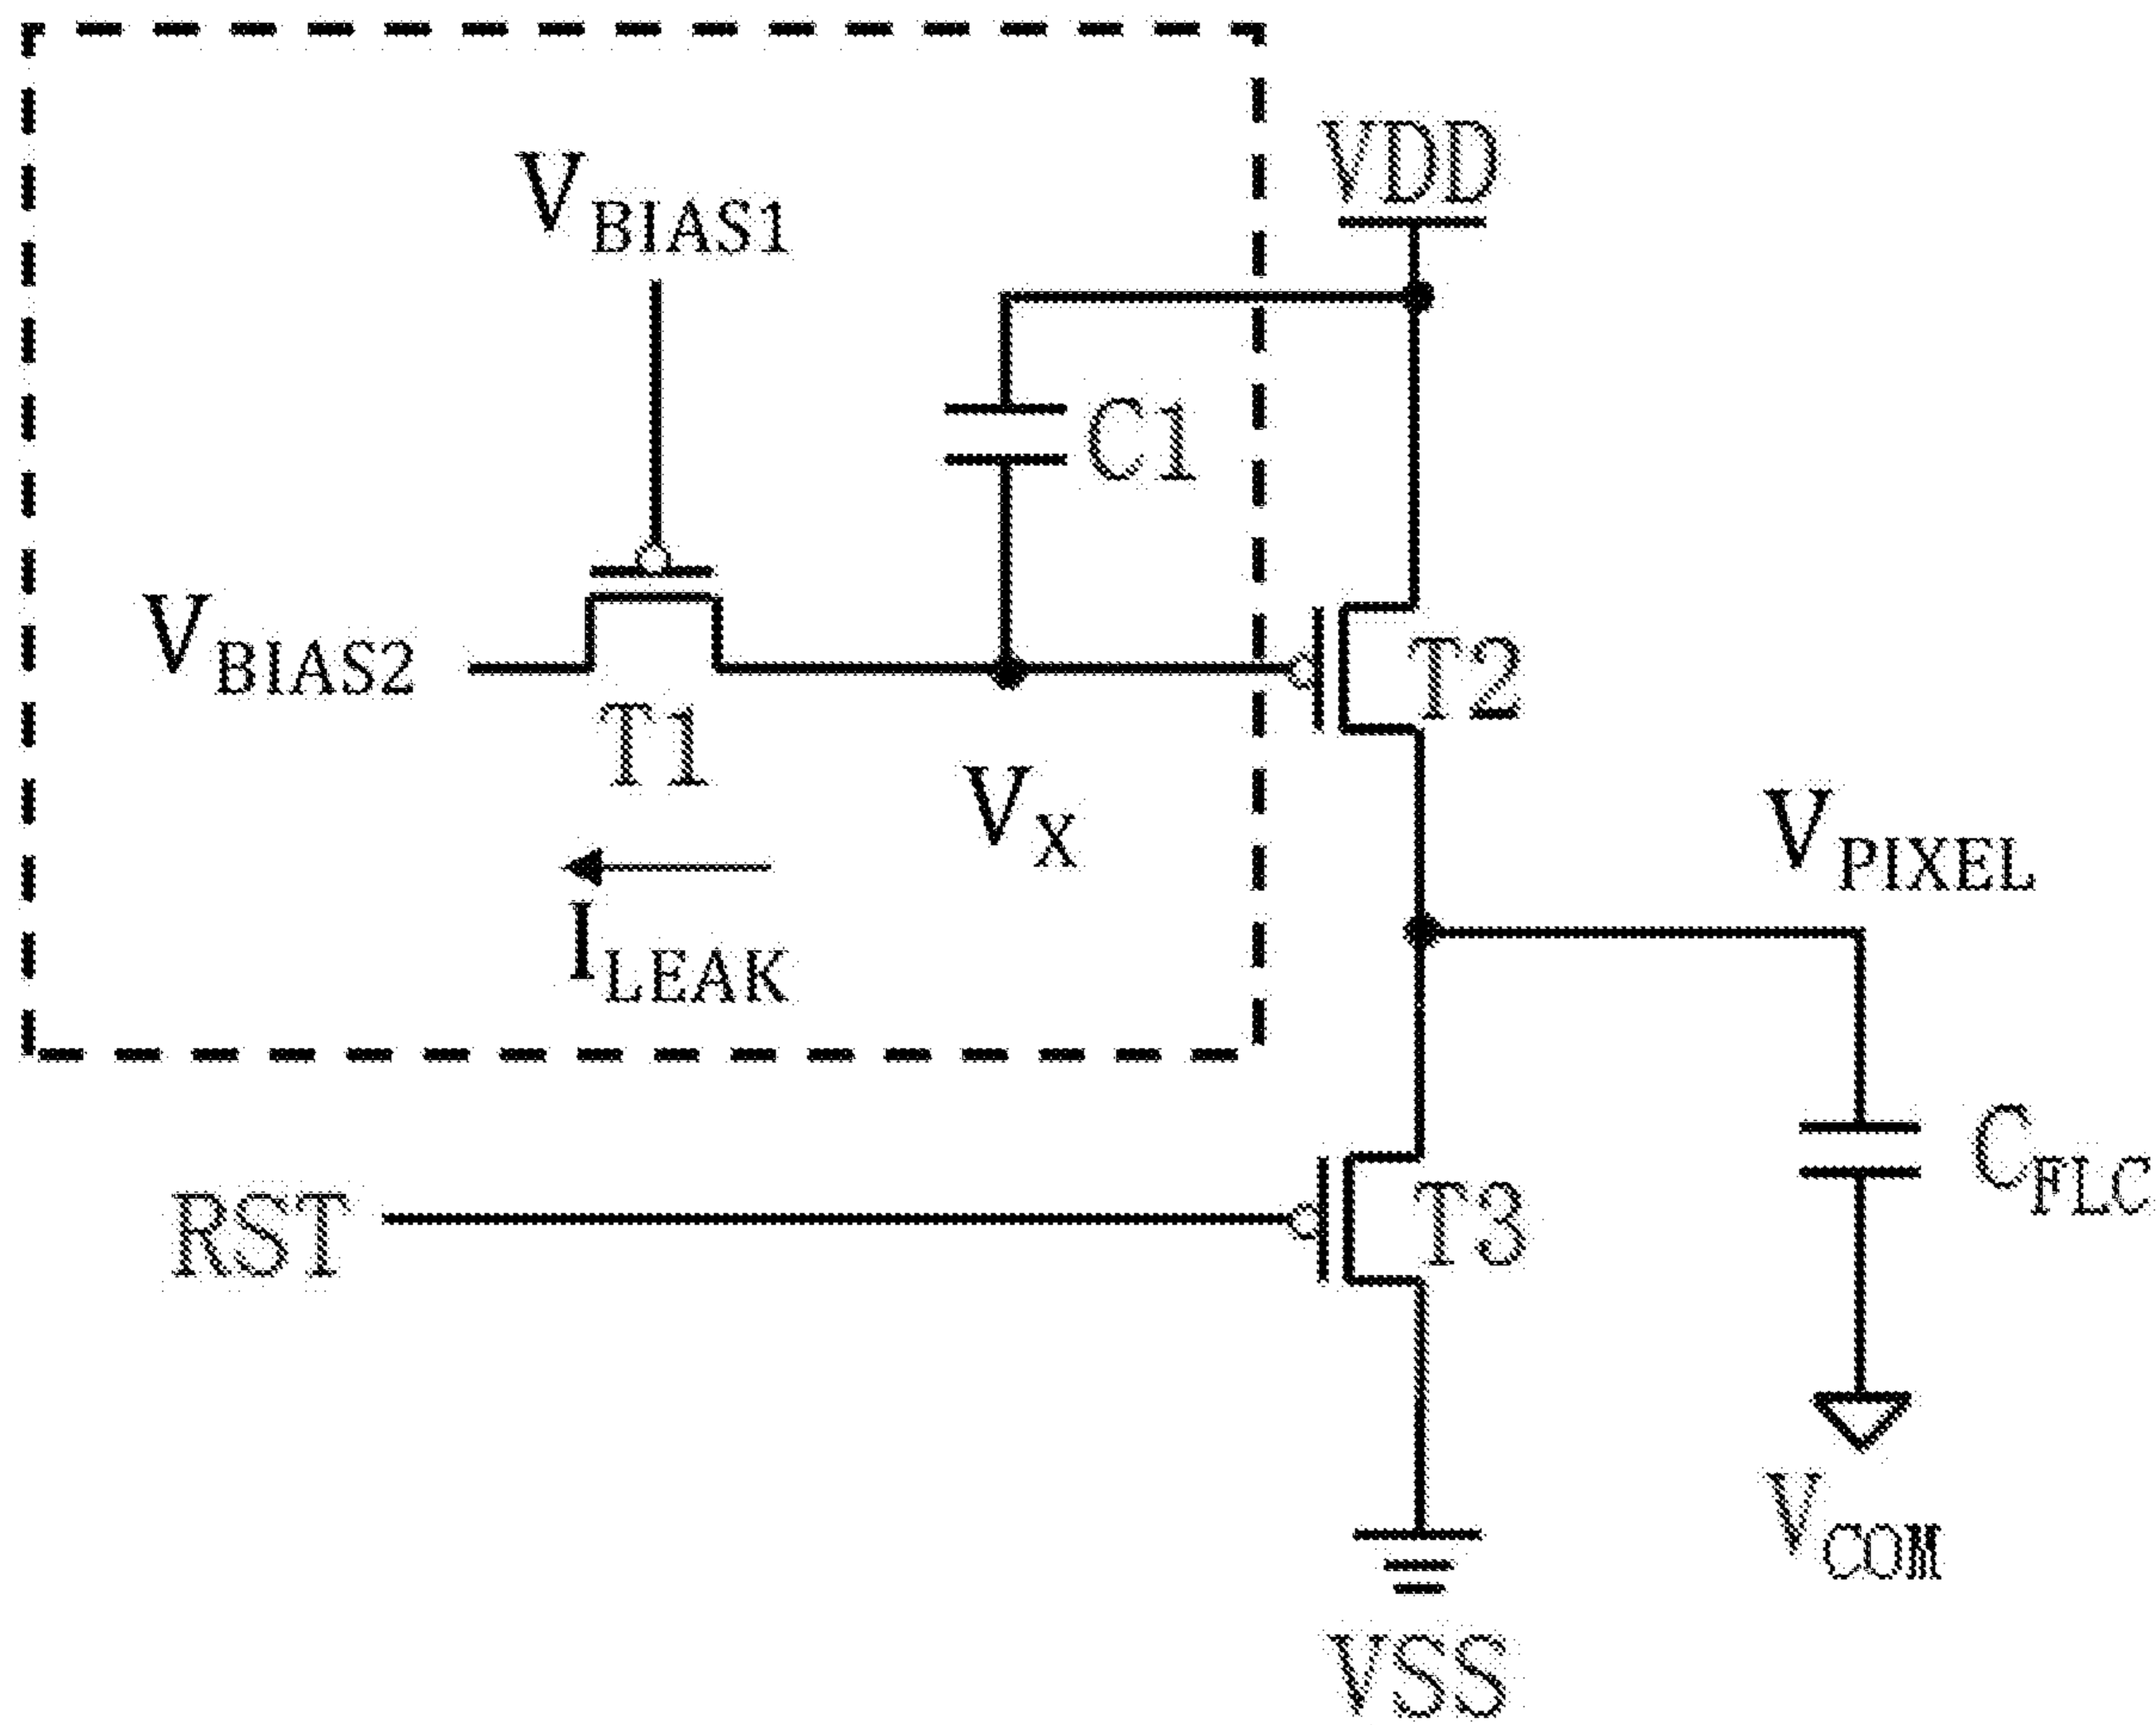 VDD
VBIAS1
C1
VBIAS2
T2
T1
VX
VPIXEL
ILEAK
CFLC
RST
T3
VCOM
VSS